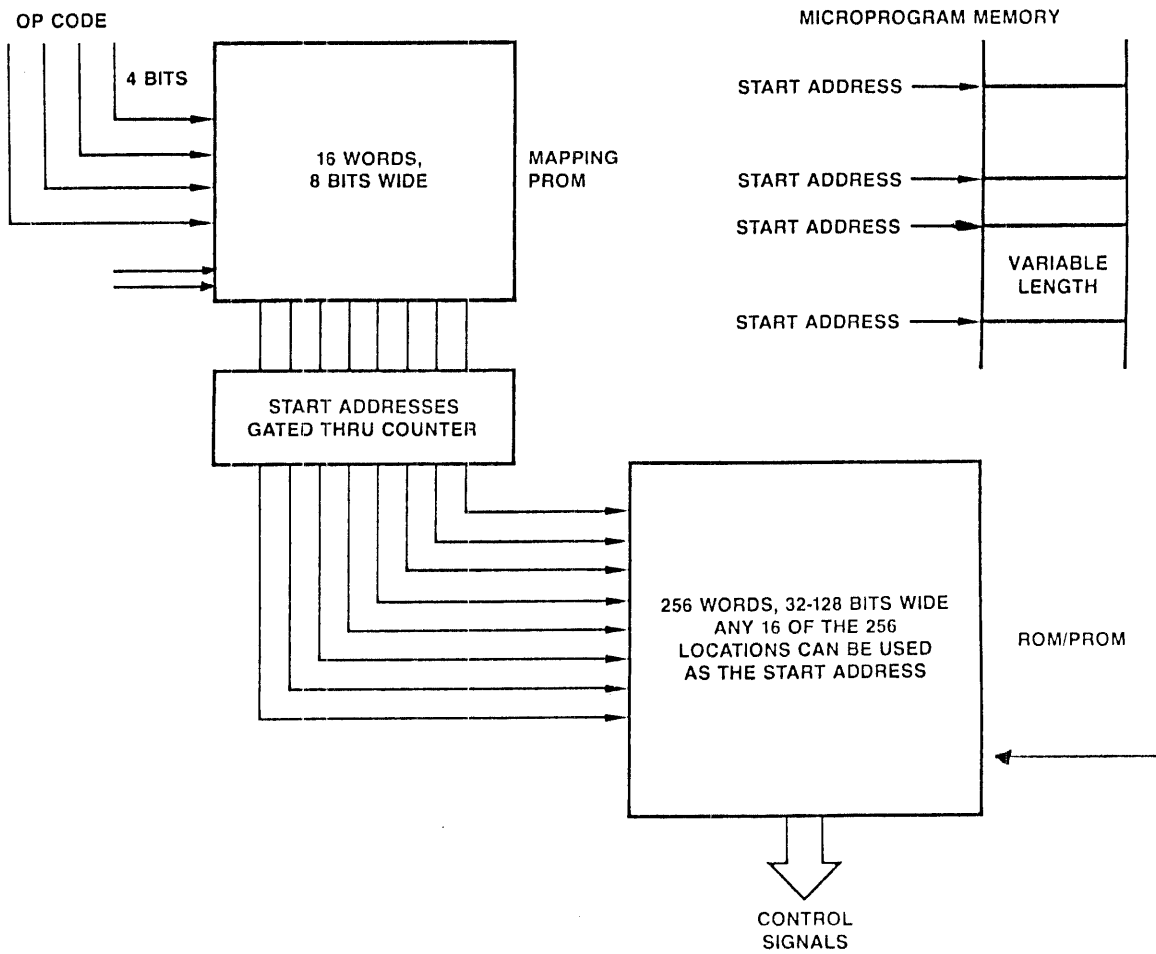 OP CODE
4 BITS
16 WORDS,
8 BITS WIDE
MAPPING
PROM
START ADDRESSES
GATED THRU COUNTER
MICROPROGRAM MEMORY
START ADDRESS
START ADDRESS
START ADDRESS
VARIABLE
LENGTH
START ADDRESS
256 WORDS, 32-128 BITS WIDE
ANY 16 OF THE 256
LOCATIONS CAN BE USED
AS THE START ADDRESS
ROM/PROM
CONTROL
SIGNALS